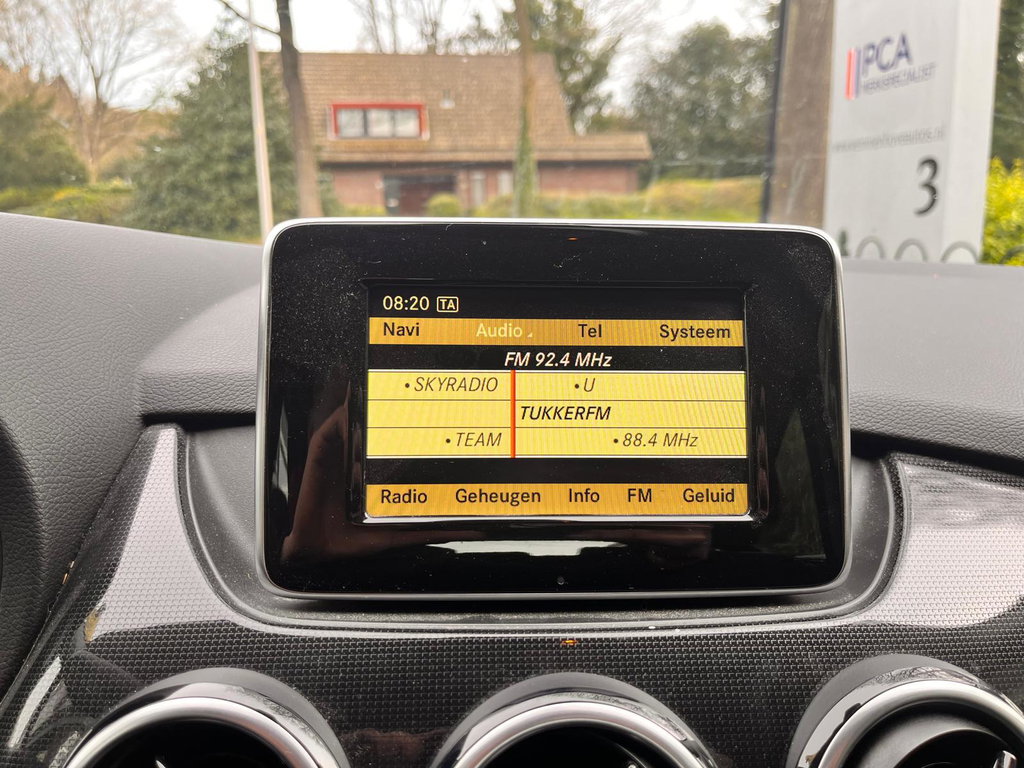 PCA
MERKSPECIALIST
3
08:20 TA
Navi Audio Tel Systeem
FM 92.4 MHz
•SKYRADIO •U
TUKKERFM
•TEAM •88.4 MHz
Radio Geheugen Info FM Geluid